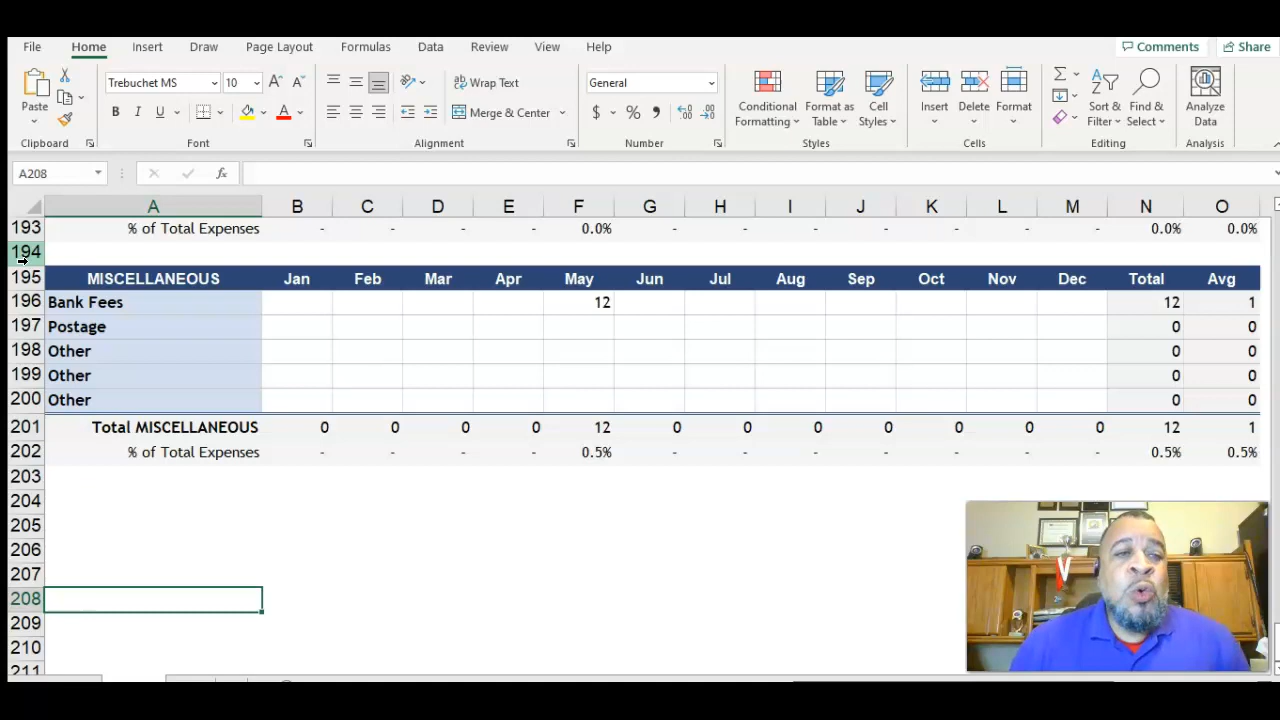 File Home Insert Draw Page Layout Formulas Data Review View Help Comments Share
Trebuchet MS 10 Wrap Text General
Paste B I U Merge & Center $ % Conditional Formatting Format as Table Cell Styles Insert Delete Format Sort & Filter Find & Select Analyze Data
Clipboard Font Alignment Number Styles Cells Editing Analysis
A208 fx
A B C D E F G H I J K L M N O
193 % of Total Expenses - - - - 0.0% - - - - - - - 0.0% 0.0%
194
195 MISCELLANEOUS Jan Feb Mar Apr May Jun Jul Aug Sep Oct Nov Dec Total Avg
196 Bank Fees 12 12 1
197 Postage 0 0
198 Other 0 0
199 Other 0 0
200 Other 0 0
201 Total MISCELLANEOUS 0 0 0 0 12 0 0 0 0 0 0 0 12 1
202 % of Total Expenses - - - - 0.5% - - - - - - - 0.5% 0.5%
203
204
205
206
207
208
209
210
211